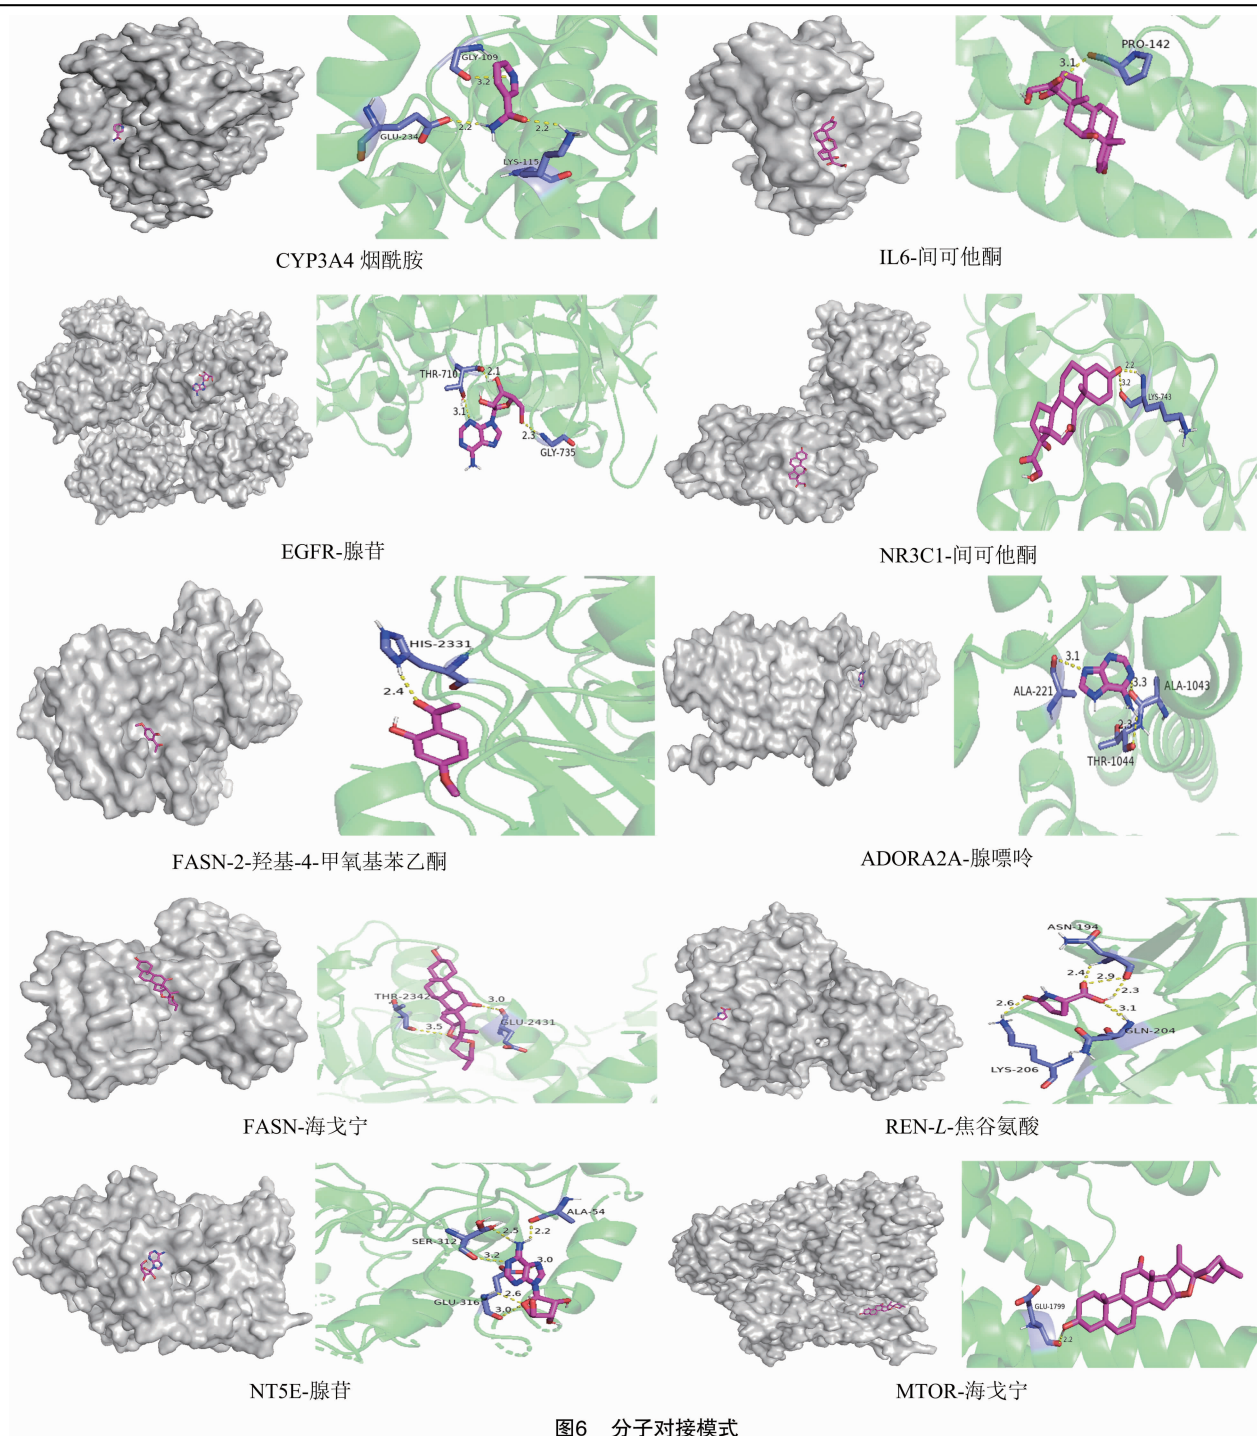 GLY-109
3.2
GLU-234
2.2
2.2
LYS-115
CYP3A4 烟酰胺
PRO-142
3.1
IL6-间可他酮
THR-710
2.1
3.1
2.3
GLY-735
EGFR-腺苷
2.2
3.2
LYS-743
NR3C1-间可他酮
HIS-2331
2.4
FASN-2-羟基-4-甲氧基苯乙酮
3.1
3.3
ALA-221
ALA-1043
2.3
THR-1044
ADORA2A-腺嘌呤
THR-2342
3.0
GLU-2431
3.5
FASN-海戈宁
ASN-194
2.4
2.9
2.3
2.6
3.1
GLN-204
LYS-206
REN-L-焦谷氨酸
ALA-54
2.5
2.2
SER-312
3.2
3.0
GLU-316
2.6
3.0
NT5E-腺苷
GLU-1799
2.2
MTOR-海戈宁
图6 分子对接模式